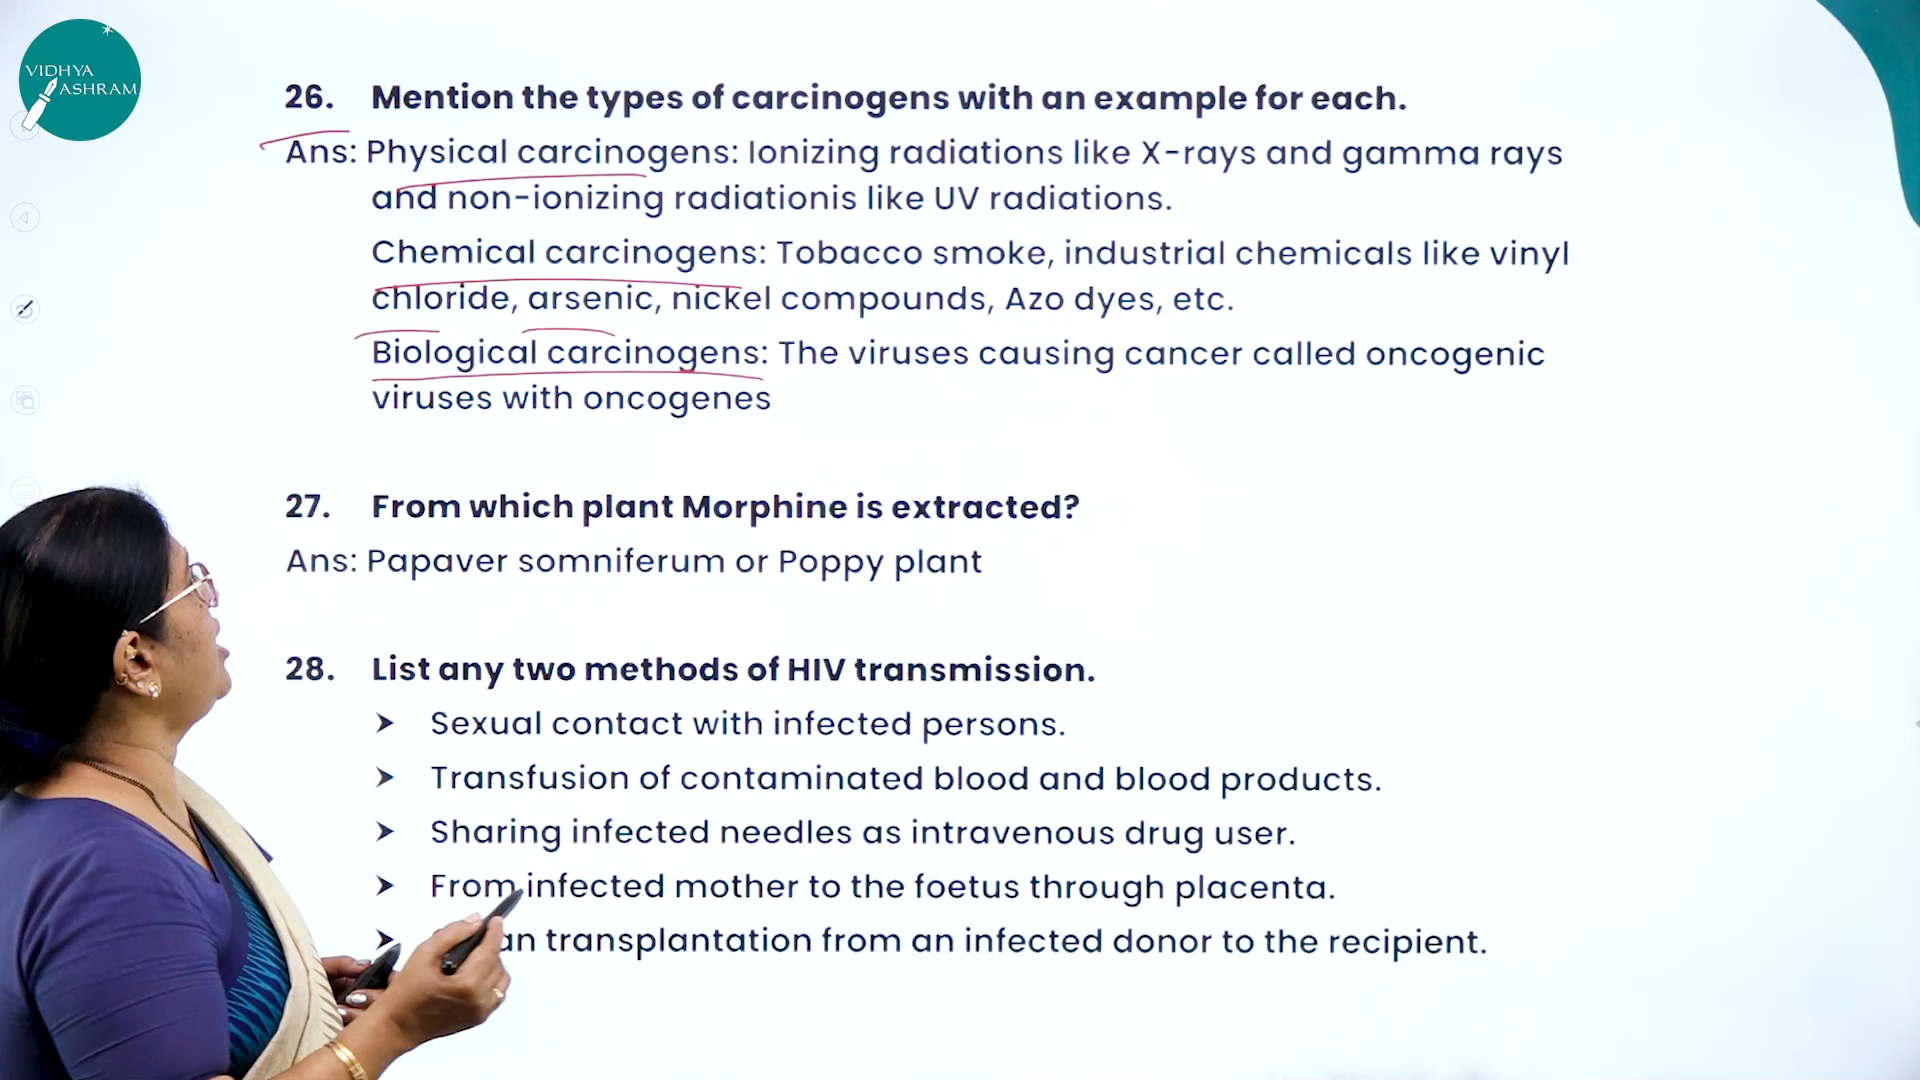 VIDHYA
ASHRAM
26. Mention the types of carcinogens with an example for each.
Ans: Physical carcinogens: Ionizing radiations like X-rays and gamma rays
and non-ionizing radiationis like UV radiations.
Chemical carcinogens: Tobacco smoke, industrial chemicals like vinyl
chloride, arsenic, nickel compounds, Azo dyes, etc.
Biological carcinogens: The viruses causing cancer called oncogenic
viruses with oncogenes
27. From which plant Morphine is extracted?
Ans: Papaver somniferum or Poppy plant
28. List any two methods of HIV transmission.
➤ Sexual contact with infected persons.
➤ Transfusion of contaminated blood and blood products.
➤ Sharing infected needles as intravenous drug user.
➤ From infected mother to the foetus through placenta.
➤ transplantation from an infected donor to the recipient.